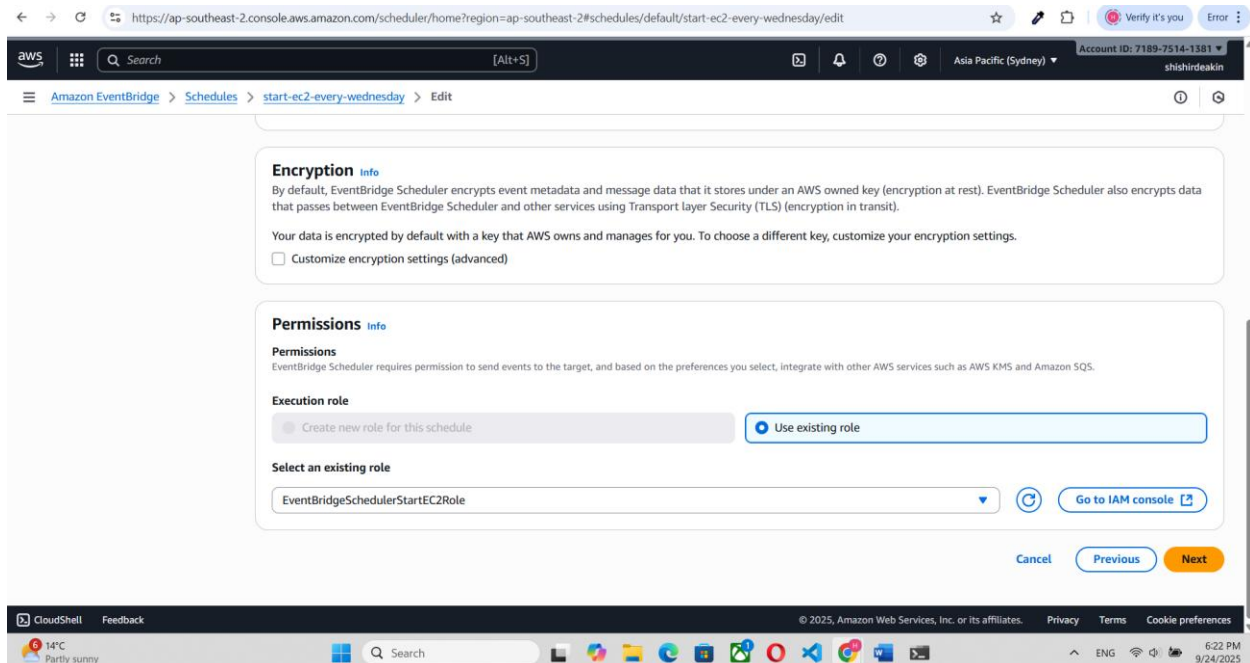 https://ap-southeast-2.console.aws.amazon.com/scheduler/home?region=ap-southeast-2#schedules/default/start-ec2-every-wednesday/edit
Verify it's you
Error
aws
Search
[Alt+S]
Asia Pacific (Sydney)
Account ID: 7189-7514-1381
shishirdeakin
Amazon EventBridge > Schedules > start-ec2-every-wednesday > Edit
Encryption Info
By default, EventBridge Scheduler encrypts event metadata and message data that it stores under an AWS owned key (encryption at rest). EventBridge Scheduler also encrypts data
that passes between EventBridge Scheduler and other services using Transport layer Security (TLS) (encryption in transit).
Your data is encrypted by default with a key that AWS owns and manages for you. To choose a different key, customize your encryption settings.
Customize encryption settings (advanced)
Permissions Info
Permissions
EventBridge Scheduler requires permission to send events to the target, and based on the preferences you select, integrate with other AWS services such as AWS KMS and Amazon SQS.
Execution role
Create new role for this schedule
Use existing role
Select an existing role
EventBridgeSchedulerStartEC2Role
Go to IAM console
Cancel
Previous
Next
CloudShell Feedback
© 2025, Amazon Web Services, Inc. or its affiliates. Privacy Terms Cookie preferences
6
14°C
Partly sunny
Search
ENG
6:22 PM
9/24/2025